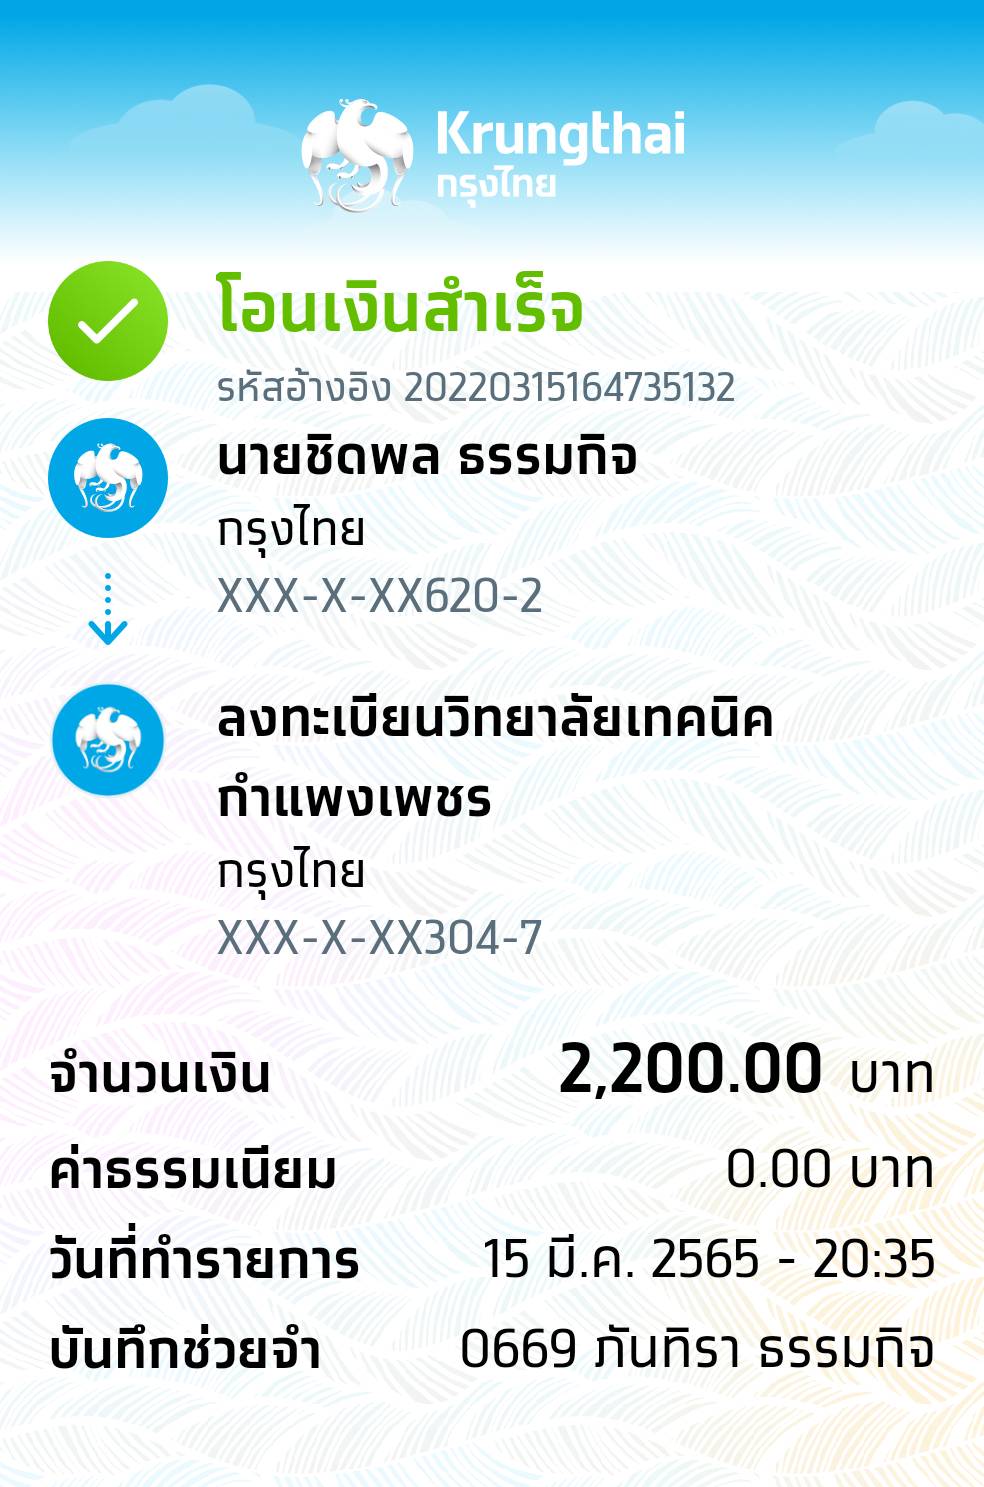 Krungthai
กรุงไทย
โอนเงินสำเร็จ
รหัสอ้างอิง 20220315164735132
นายชิดพล ธรรมกิจ
กรุงไทย
XXX-X-XX620-2
ลงทะเบียนวิทยาลัยเทคนิค
กำแพงเพชร
กรุงไทย
XXX-X-XX304-7
จำนวนเงิน 2,200.00 บาท
ค่าธรรมเนียม 0.00 บาท
วันที่ทำรายการ 15 มี.ค. 2565 - 20:35
บันทึกช่วยจำ 0669 ภันทิรา ธรรมกิจ